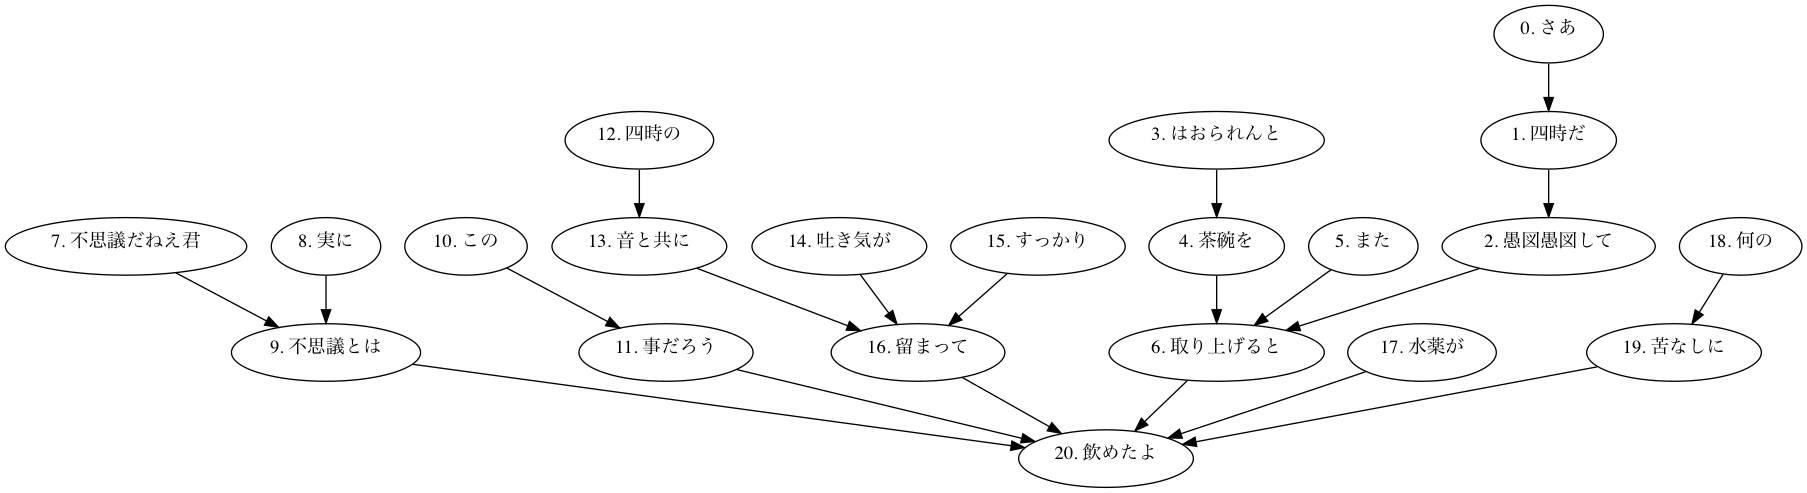 0. さあ
12. 四時の
3. はおられんと
1. 四時だ
7. 不思議だねえ君
8. 実に
10. この
13. 音と共に
14. 吐き気が
15. すっかり
4. 茶碗を
5. また
2. 愚図愚図して
18. 何の
9. 不思議とは
11. 事だろう
16. 留まって
6. 取り上げると
17. 水薬が
19. 苦なしに
20. 飲めたよ